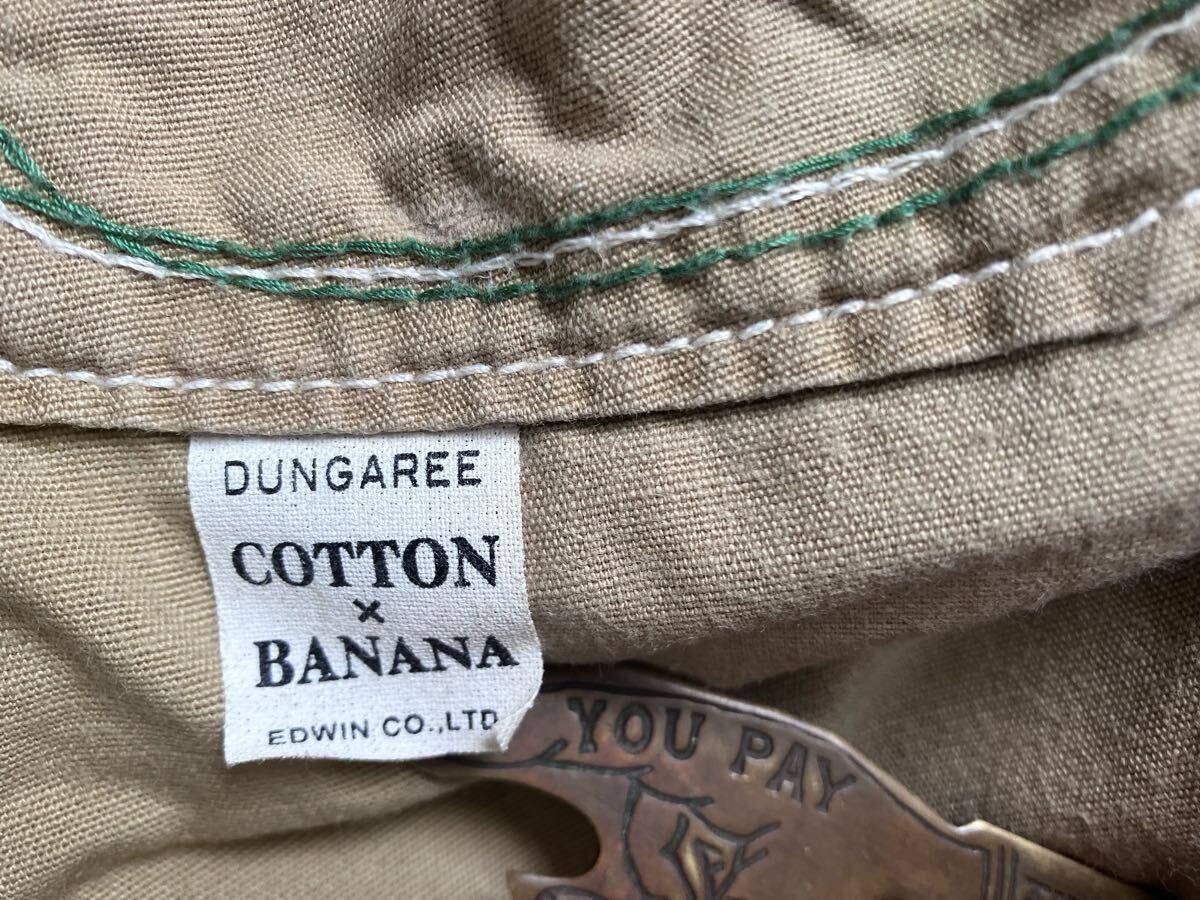 DUNGAREE
COTTON
×
BANANA
EDWIN CO.,LTD
YOU PAY